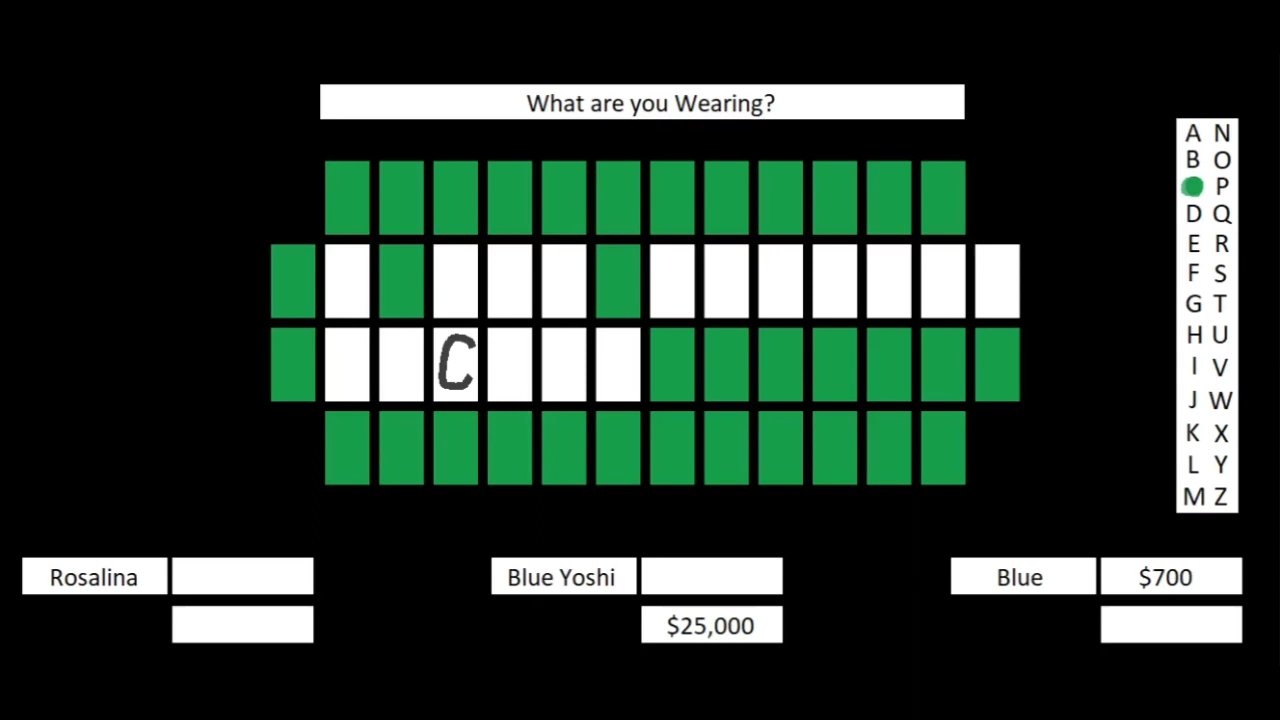 What are you Wearing?
A N
B O
P
D Q
E R
F S
G T
H U
I V
J W
K X
L Y
M Z
C
Rosalina
Blue Yoshi
$25,000
Blue $700